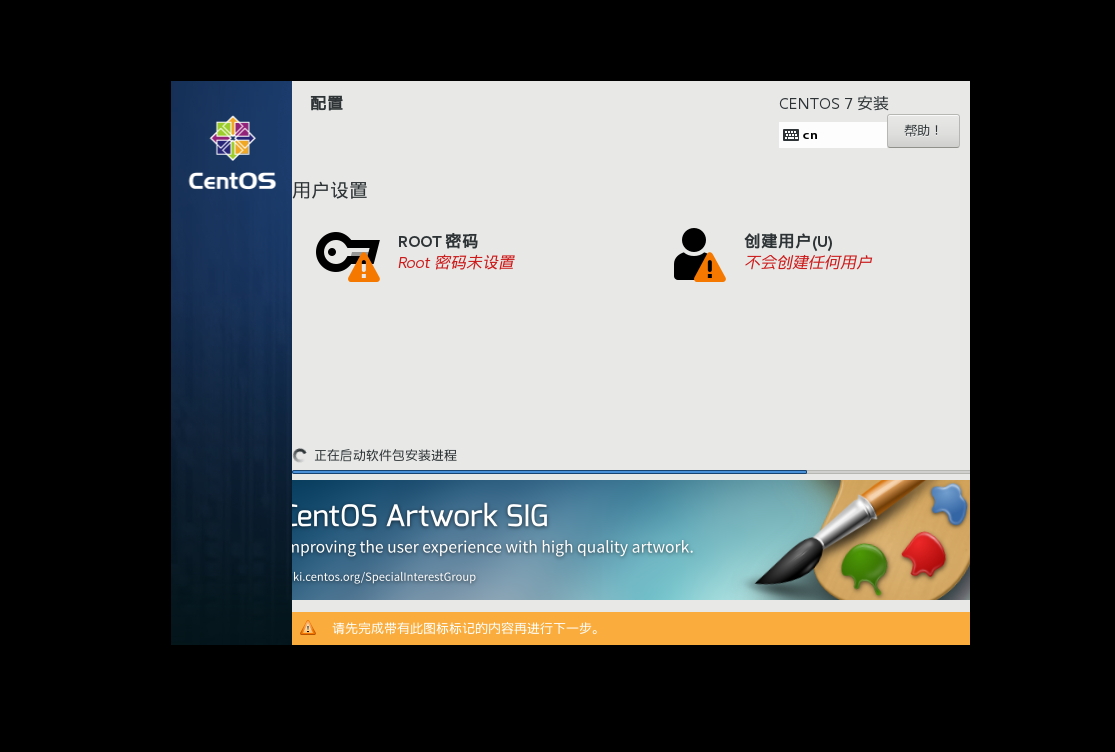 配置
CENTOS 7 安装
cn
帮助！
CentOS
用户设置
ROOT 密码
Root 密码未设置
创建用户(U)
不会创建任何用户
正在启动软件包安装进程
CentOS Artwork SIG
mproving the user experience with high quality artwork.
ki.centos.org/SpecialInterestGroup
请先完成带有此图标标记的内容再进行下一步。